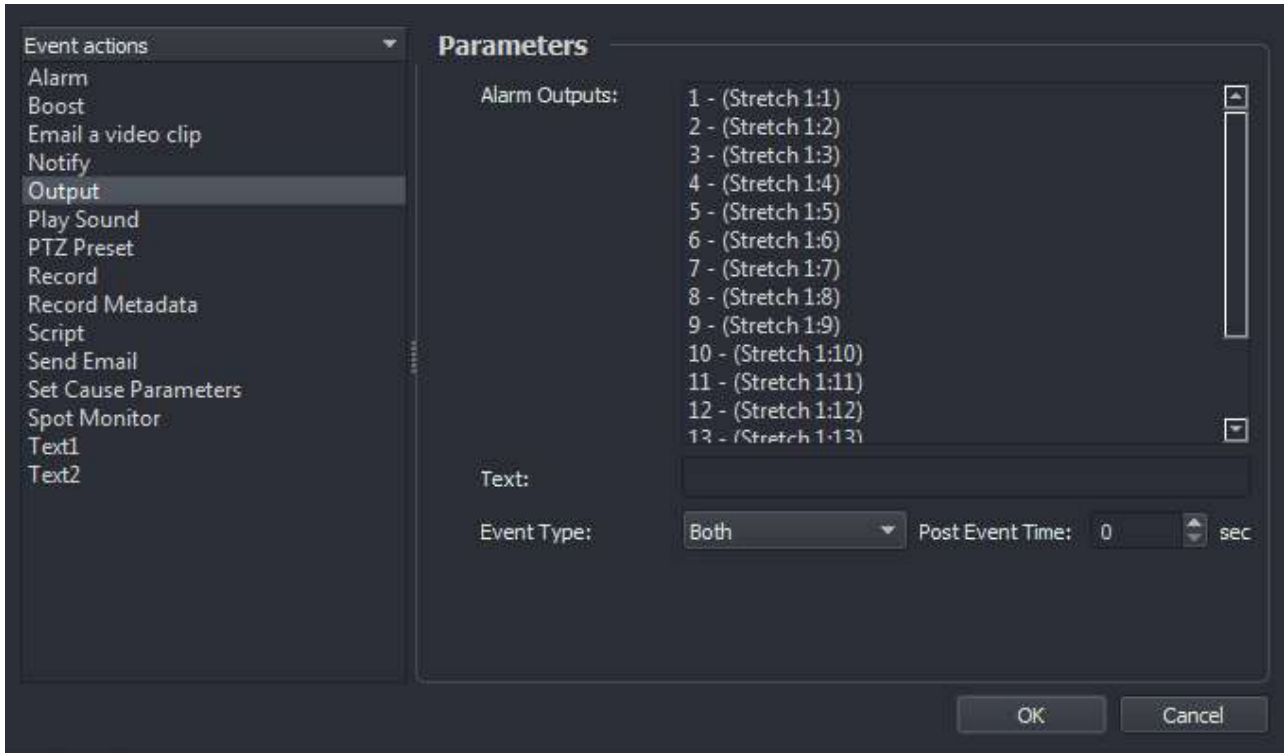 Event actions
Alarm
Boost
Email a video clip
Notify
Output
Play Sound
PTZ Preset
Record
Record Metadata
Script
Send Email
Set Cause Parameters
Spot Monitor
Text1
Text2
Parameters
Alarm Outputs:
1 - (Stretch 1:1)
2 - (Stretch 1:2)
3 - (Stretch 1:3)
4 - (Stretch 1:4)
5 - (Stretch 1:5)
6 - (Stretch 1:6)
7 - (Stretch 1:7)
8 - (Stretch 1:8)
9 - (Stretch 1:9)
10 - (Stretch 1:10)
11 - (Stretch 1:11)
12 - (Stretch 1:12)
13 - (Stretch 1:13)
Text:
Event Type: Both Post Event Time: 0 sec
OK Cancel